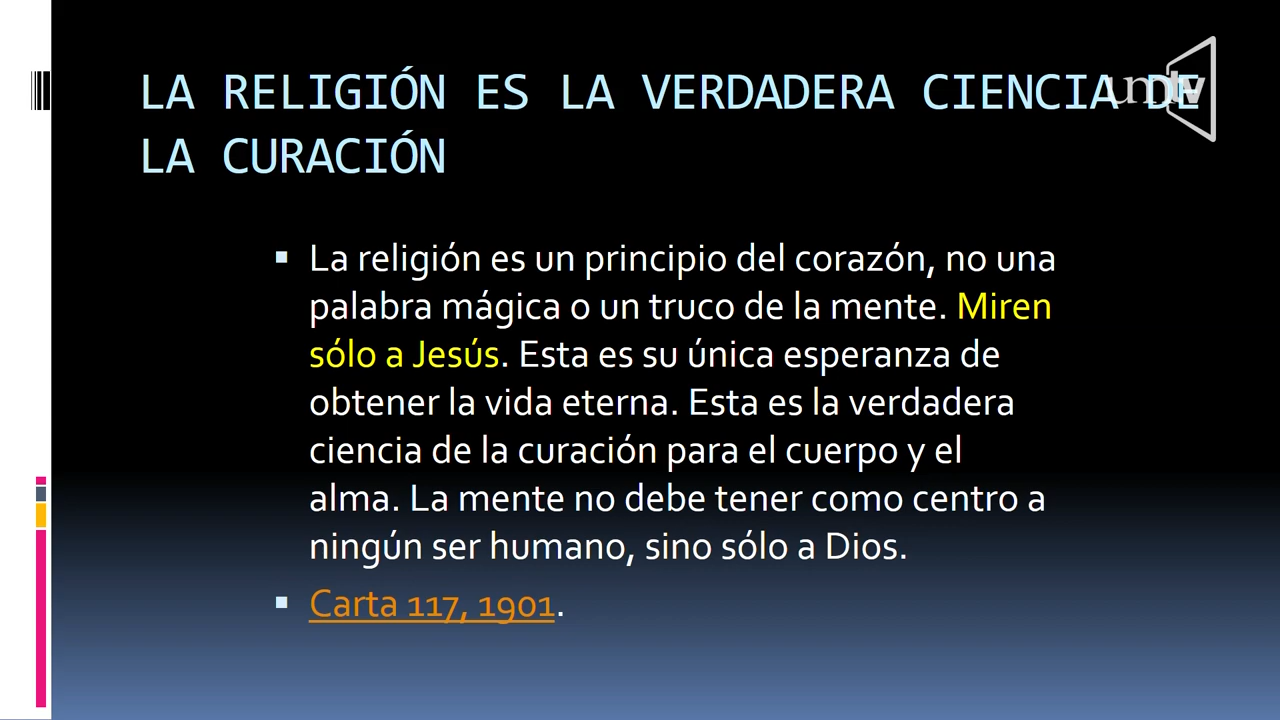 LA RELIGIÓN ES LA VERDADERA CIENCIA DE
LA CURACIÓN
La religión es un principio del corazón, no una
palabra mágica o un truco de la mente. Miren
sólo a Jesús. Esta es su única esperanza de
obtener la vida eterna. Esta es la verdadera
ciencia de la curación para el cuerpo y el
alma. La mente no debe tener como centro a
ningún ser humano, sino sólo a Dios.
Carta 117, 1901.